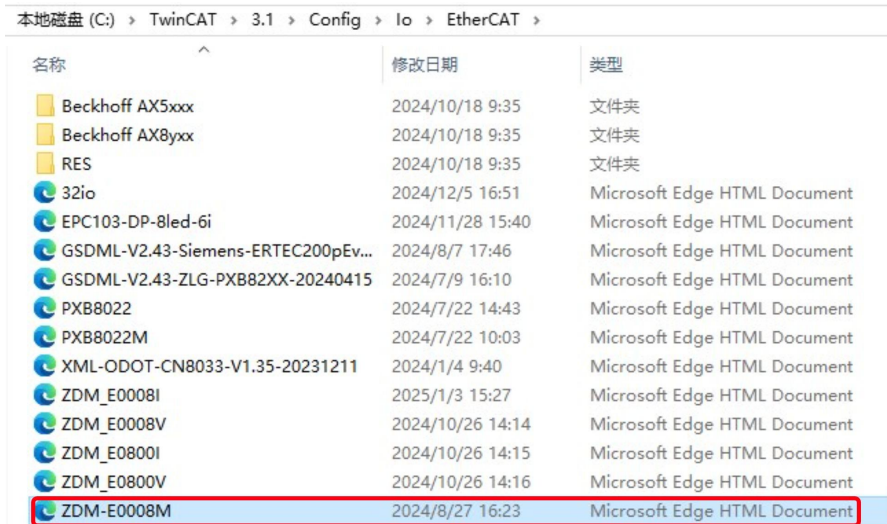 本地磁盘 (C:) › TwinCAT › 3.1 › Config › Io › EtherCAT ›
名称 修改日期 类型
Beckhoff AX5xxx 2024/10/18 9:35 文件夹
Beckhoff AX8yxx 2024/10/18 9:35 文件夹
RES 2024/10/18 9:35 文件夹
32io 2024/12/5 16:51 Microsoft Edge HTML Document
EPC103-DP-8led-6i 2024/11/28 15:40 Microsoft Edge HTML Document
GSDML-V2.43-Siemens-ERTEC200pEv... 2024/8/7 17:46 Microsoft Edge HTML Document
GSDML-V2.43-ZLG-PXB82XX-20240415 2024/7/9 16:10 Microsoft Edge HTML Document
PXB8022 2024/7/22 14:43 Microsoft Edge HTML Document
PXB8022M 2024/7/22 10:03 Microsoft Edge HTML Document
XML-ODOT-CN8033-V1.35-20231211 2024/1/4 9:40 Microsoft Edge HTML Document
ZDM_E0008I 2025/1/3 15:27 Microsoft Edge HTML Document
ZDM_E0008V 2024/10/26 14:14 Microsoft Edge HTML Document
ZDM_E0800I 2024/10/26 14:15 Microsoft Edge HTML Document
ZDM_E0800V 2024/10/26 14:16 Microsoft Edge HTML Document
ZDM-E0008M 2024/8/27 16:23 Microsoft Edge HTML Document